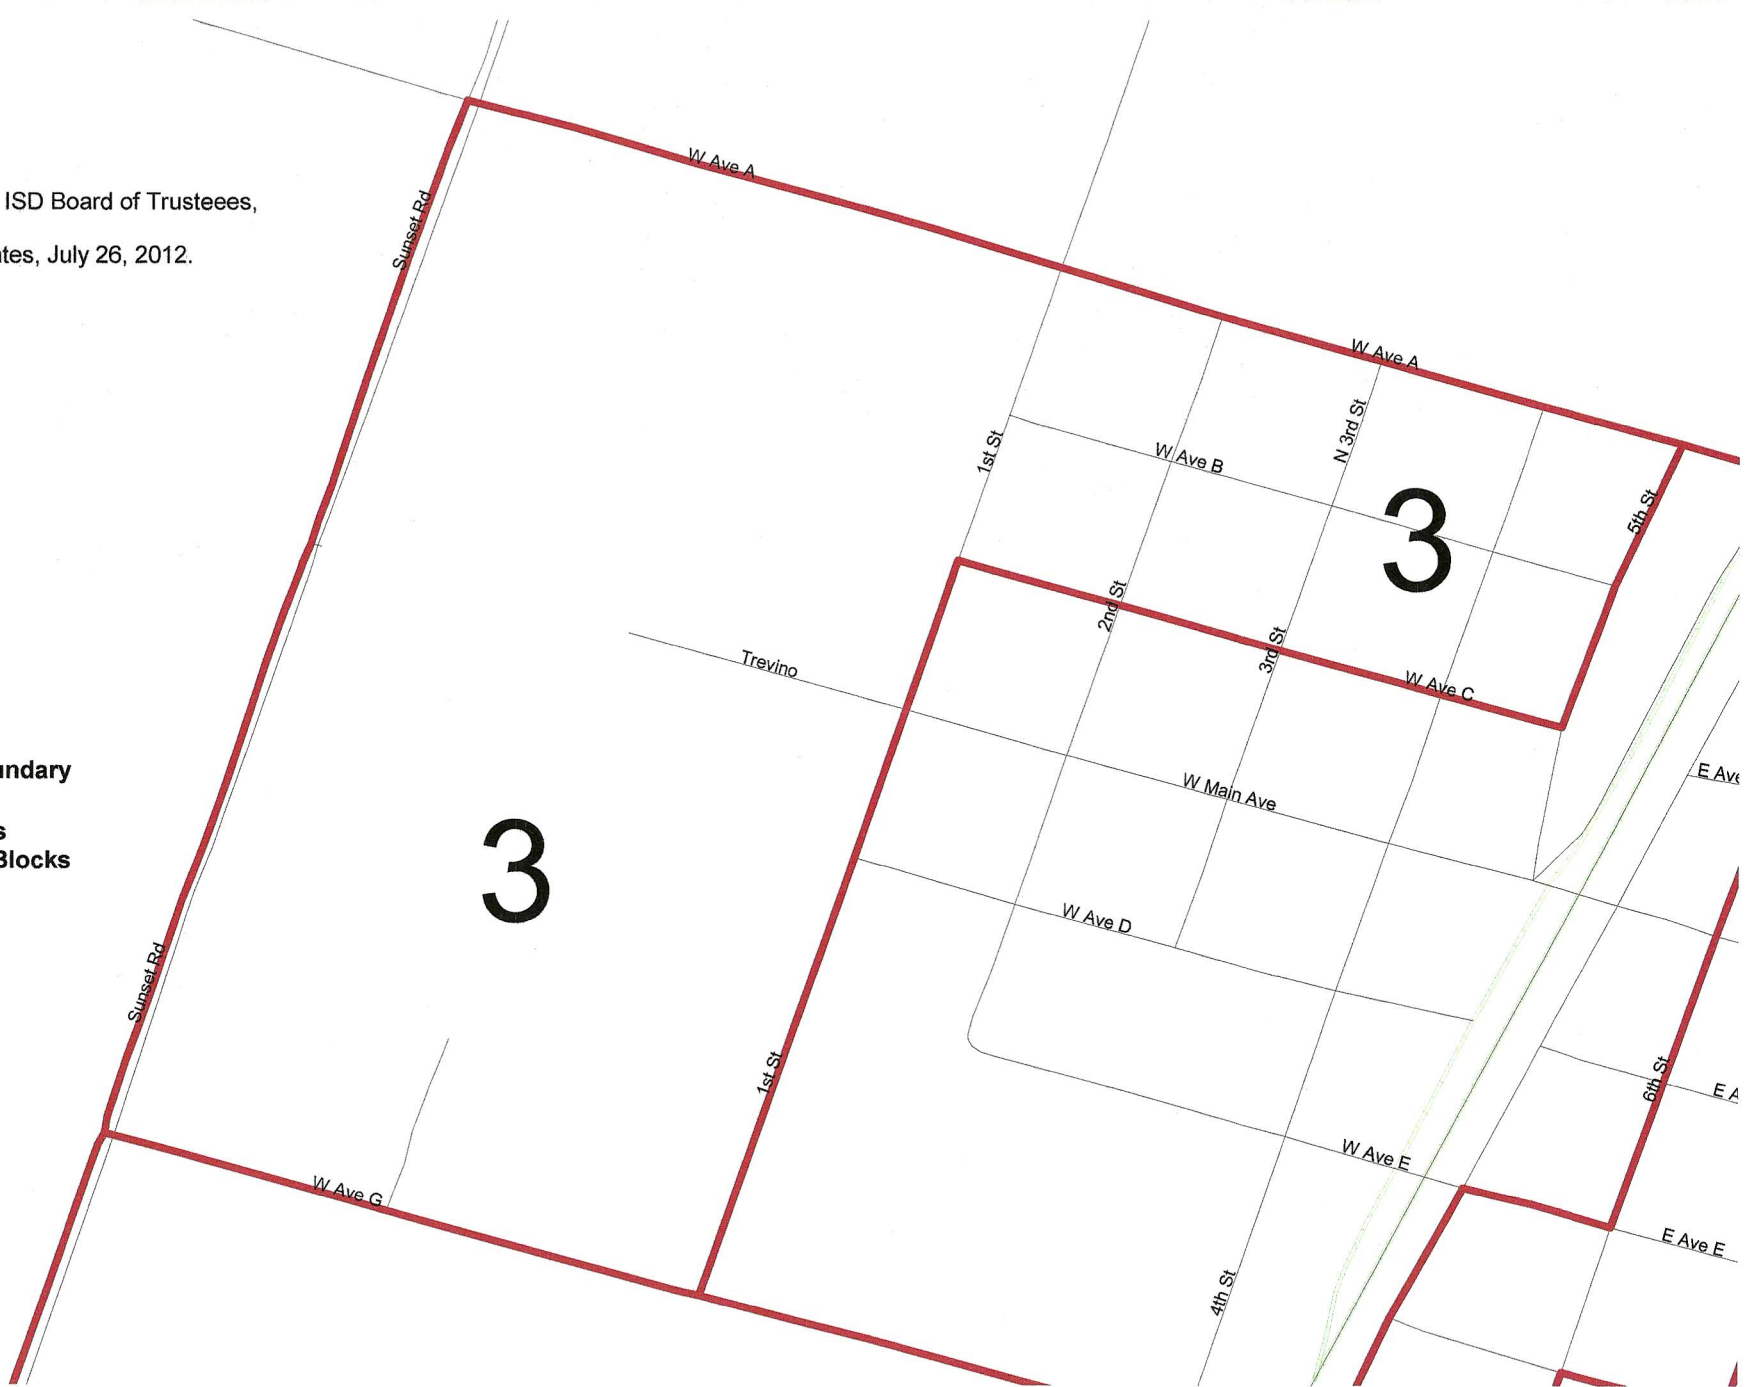 ISD Board of Trusteees,
tes, July 26, 2012.
undary
s
Blocks
W Ave A
Sunset Rd
W Ave A
N 3rd St
1st St
W Ave B
3
5th St
2nd St
3rd St
Trevino
W Ave C
W Main Ave
E Ave
3
W Ave D
Sunset Rd
1st St
6th St
E A
W Ave E
W Ave G
E Ave E
4th St